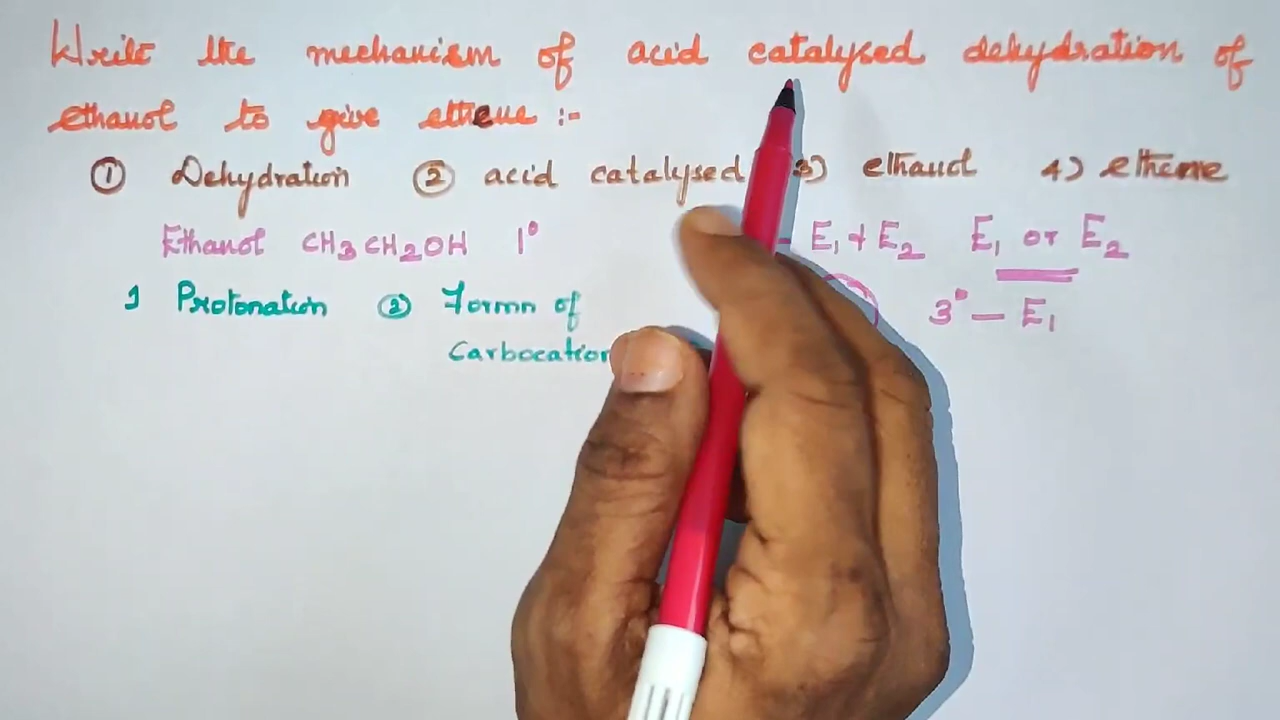 Write the mechanism of acid catalysed dehydration of
ethanol to give ethene :-
① Dehydration ② acid catalysed 3) ethanol 4) ethene
Ethanol CH3CH2OH 1° - E1 + E2 E1 or E2
1 Protonation ② Formn of 3° — E1
Carbocation